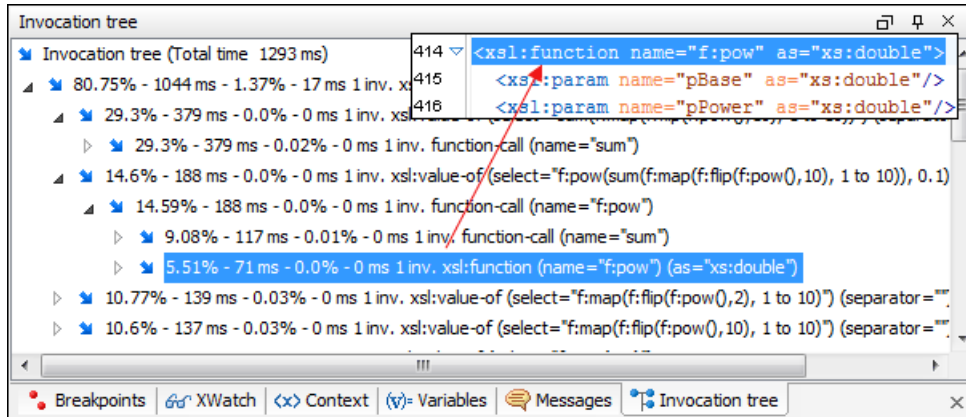 Invocation tree
Invocation tree (Total time 1293 ms)
414 <xsl:function name="f:pow" as="xs:double">
80.75% - 1044 ms - 1.37% - 17 ms 1 inv. x
415 <xsl:param name="pBase" as="xs:double"/>
416 <xsl:param name="pPower" as="xs:double"/>
29.3% - 379 ms - 0.0% - 0 ms 1 inv.
29.3% - 379 ms - 0.02% - 0 ms 1 inv. function-call (name="sum")
14.6% - 188 ms - 0.0% - 0 ms 1 inv. xsl:value-of (select="f:pow(sum(f:map(f:flip(f:pow(),10), 1 to 10)), 0.1)
14.59% - 188 ms - 0.0% - 0 ms 1 inv. function-call (name="f:pow")
9.08% - 117 ms - 0.01% - 0 ms 1 inv. function-call (name="sum")
5.51% - 71 ms - 0.0% - 0 ms 1 inv. xsl:function (name="f:pow") (as="xs:double")
10.77% - 139 ms - 0.03% - 0 ms 1 inv. xsl:value-of (select="f:map(f:flip(f:pow(),2), 1 to 10)") (separator=""
10.6% - 137 ms - 0.03% - 0 ms 1 inv. xsl:value-of (select="f:map(f:flip(f:pow(),10), 1 to 10)") (separator=""
Breakpoints XWatch <x> Context (v)= Variables Messages Invocation tree